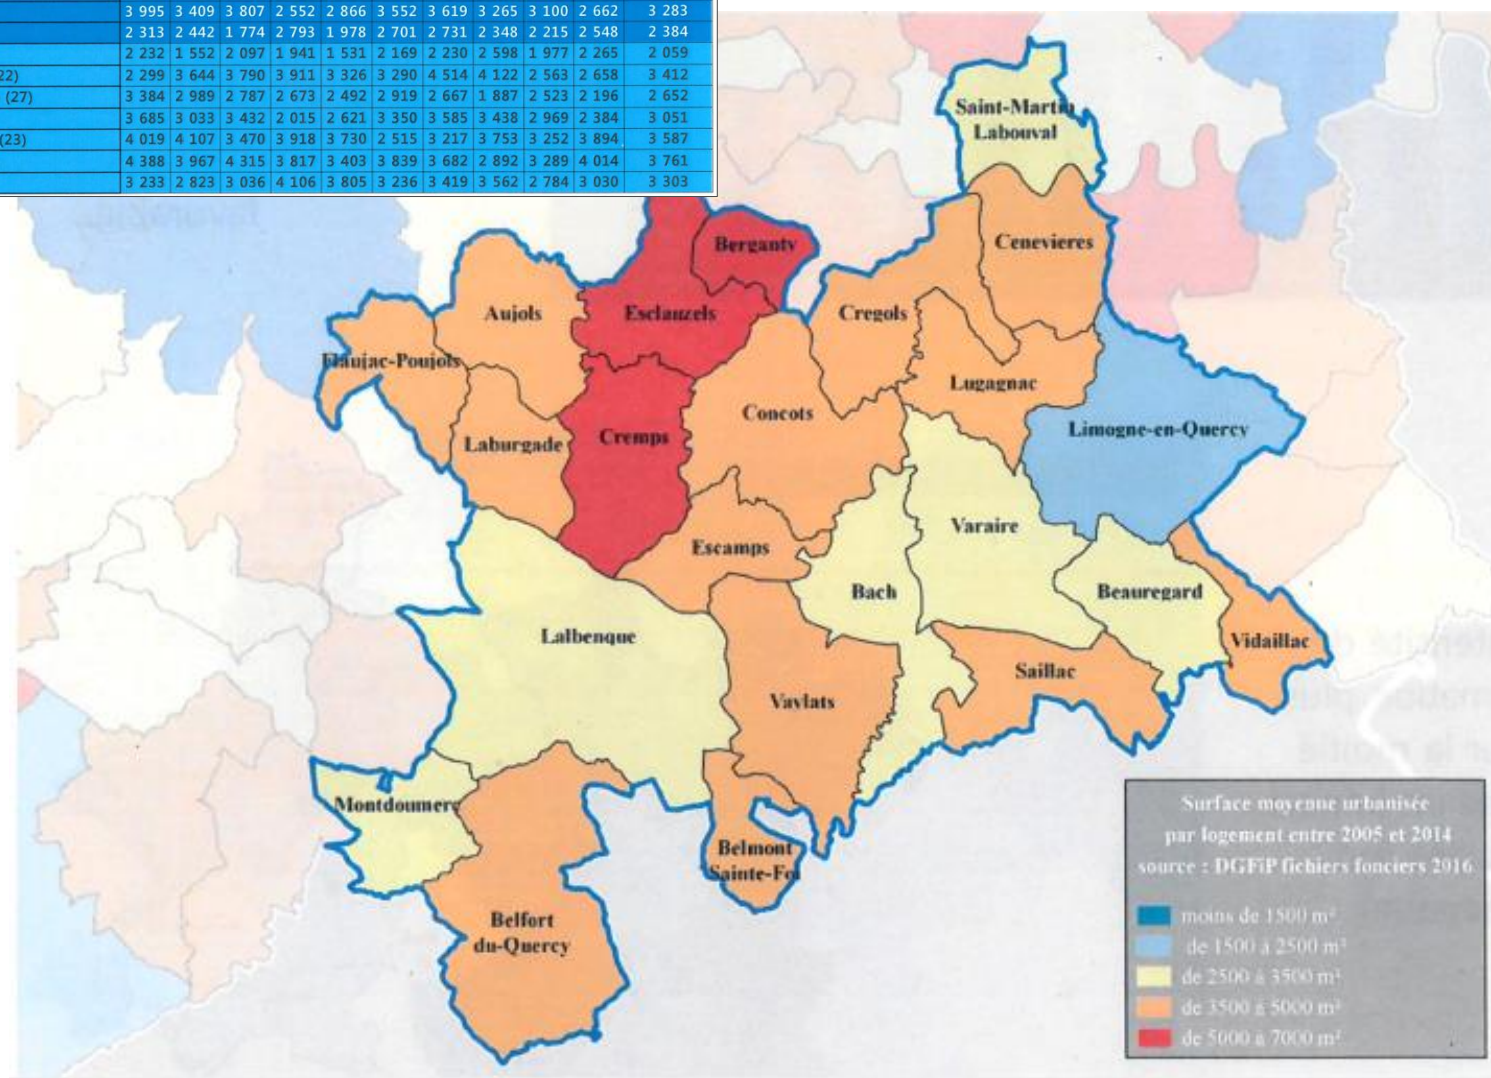 3 995 3 409 3 807 2 552 2 866 3 552 3 619 3 265 3 100 2 662 3 283
2 313 2 442 1 774 2 793 1 978 2 701 2 731 2 348 2 215 2 548 2 384
2 232 1 552 2 097 1 941 1 531 2 169 2 230 2 598 1 977 2 265 2 059
22) 2 299 3 644 3 790 3 911 3 326 3 290 4 514 4 122 2 563 2 658 3 412
(27) 3 384 2 989 2 787 2 673 2 492 2 919 2 667 1 887 2 523 2 196 2 652
3 685 3 033 3 432 2 015 2 621 3 350 3 585 3 438 2 969 2 384 3 051
(23) 4 019 4 107 3 470 3 918 3 730 2 515 3 217 3 753 3 252 3 894 3 587
4 388 3 967 4 315 3 817 3 403 3 839 3 682 2 892 3 289 4 014 3 761
3 233 2 823 3 036 4 106 3 805 3 236 3 419 3 562 2 784 3 030 3 303
Saint-Martin
Labouval
Berganty
Cenevieres
Aujols
Esclauzels
Cregols
Flaujac-Poujols
Lugagnac
Concots
Limogne-en-Quercy
Laburgade
Cremps
Varaire
Escamps
Bach
Beauregard
Lalbenque
Vidaillac
Saillac
Vaylats
Montdoumerc
Belmont
Sainte-Foi
Belfort
du-Quercy
Surface moyenne urbanisée
par logement entre 2005 et 2014
source : DGFiP fichiers fonciers 2016
moins de 1500 m²
de 1500 à 2500 m²
de 2500 à 3500 m²
de 3500 à 5000 m²
de 5000 à 7000 m²